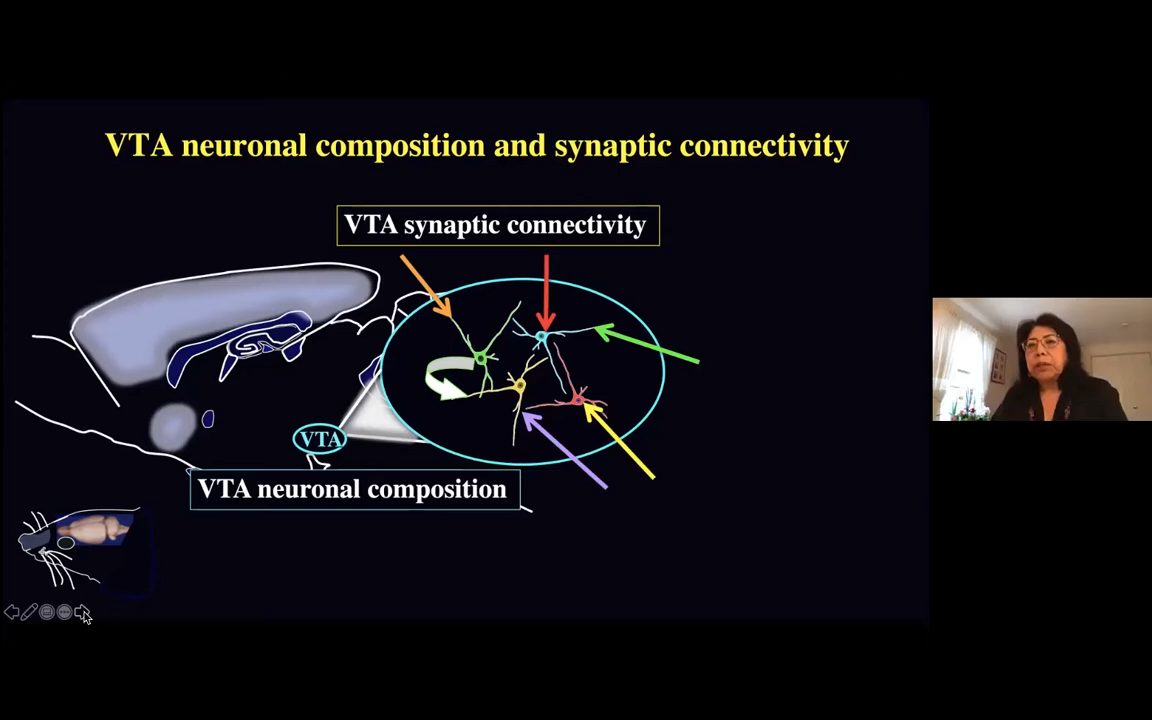 VTA neuronal composition and synaptic connectivity
VTA synaptic connectivity
VTA
VTA neuronal composition